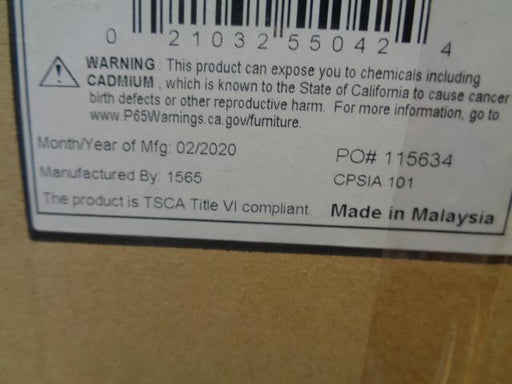 0 21032 55042 4
WARNING: This product can expose you to chemicals including
CADMIUM , which is known to the State of California to cause cancer
birth defects or other reproductive harm. For more information, go to
www.P65Warnings.ca.gov/furniture.
Month/Year of Mfg: 02/2020
PO# 115634
Manufactured By: 1565
CPSIA 101
The product is TSCA Title VI compliant
Made in Malaysia